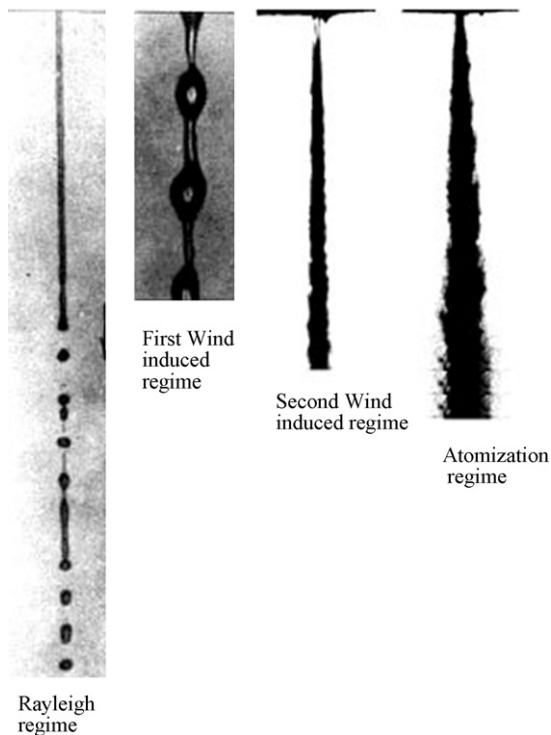 First Wind
induced
regime
Second Wind
induced regime
Atomization
regime
Rayleigh
regime